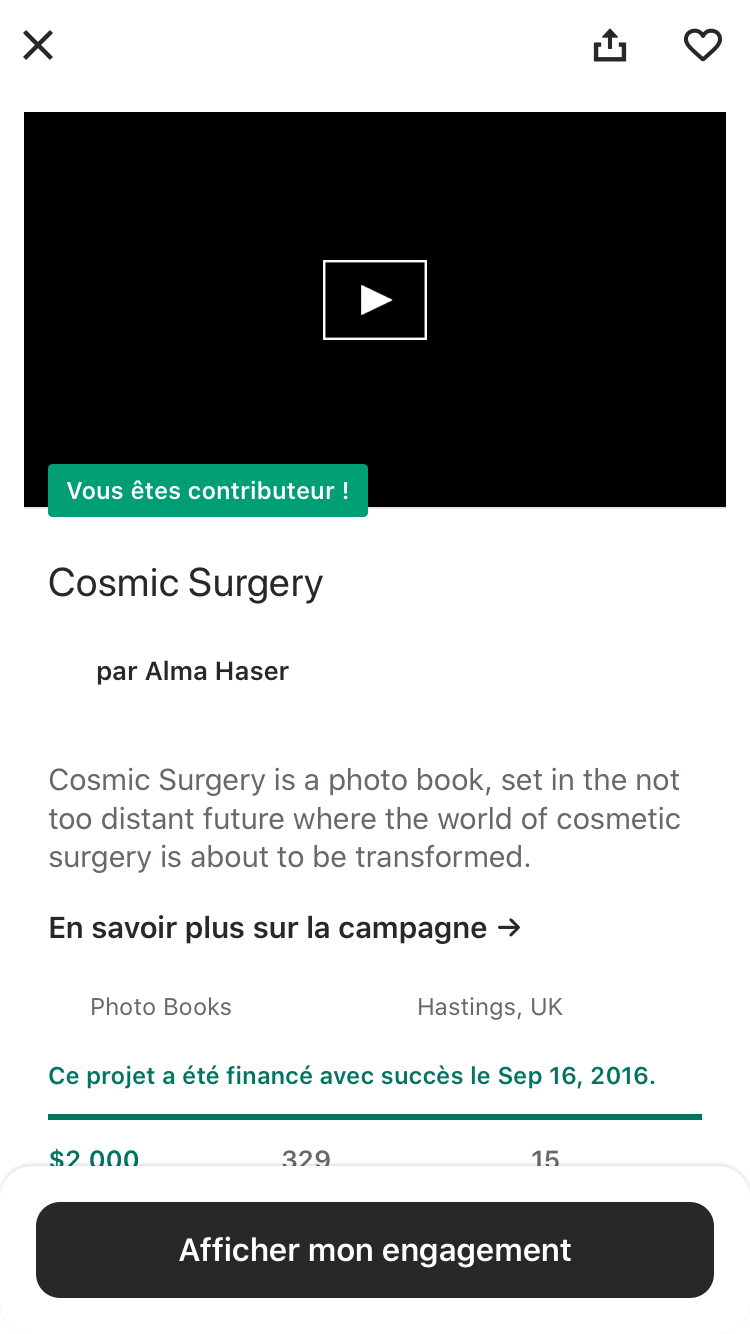 Vous êtes contributeur !
Cosmic Surgery
par Alma Haser
Cosmic Surgery is a photo book, set in the not
too distant future where the world of cosmetic
surgery is about to be transformed.
En savoir plus sur la campagne →
Photo Books Hastings, UK
Ce projet a été financé avec succès le Sep 16, 2016.
$2 000 329 15
Afficher mon engagement